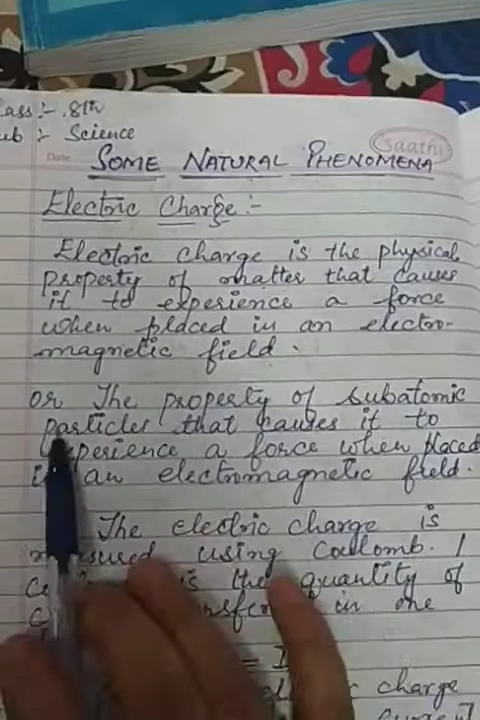 Class :- 8th
Sub :- Science
Saathi
Date
SOME NATURAL PHENOMENA
Electric Charge :-
Electric charge is the physical
property of matter that causes
it to experience a force
when placed in an electro-
magnetic field.
or The property of subatomic
particles that causes it to
experience a force when placed
in an electromagnetic field.
The electric charge is
measured using Coulomb. 1
is the quantity of
in one
= I
charge